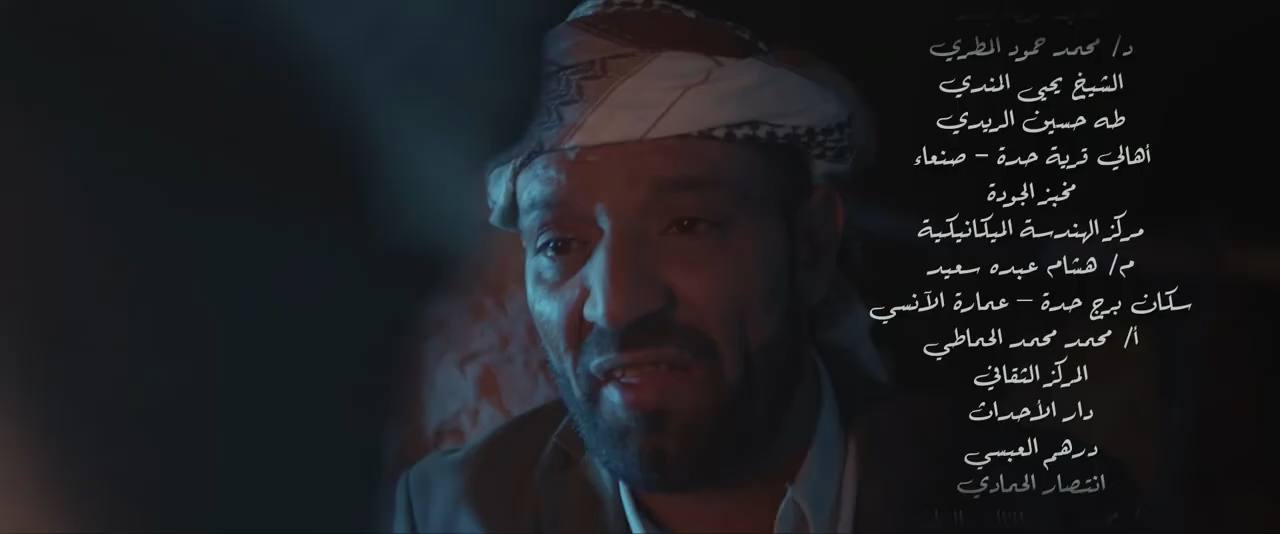 د/ محمد حمود المطري
الشيخ يحيى المندي
طه حسين الريدي
أهالي قرية حدة – صنعاء
مخبز الجودة
مركز الهندسة الميكانيكية
م/ هشام عبده سعيد
سكان برج حدة – عمارة الآنسي
أ/ محمد محمد الحماطي
المركز الثقافي
دار الأحداث
درهم العبسي
انتصار الحمادي